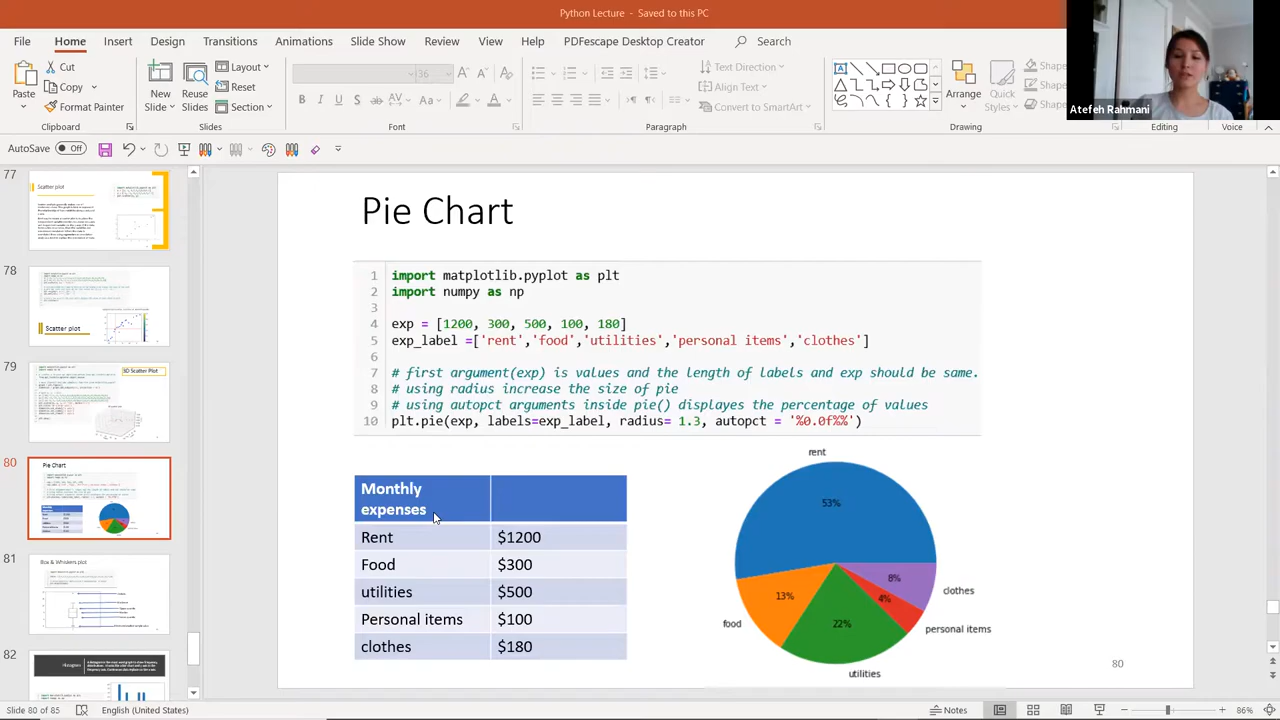 Python Lecture - Saved to this PC
File Home Insert Design Transitions Animations Slide Show Review View Help PDFescape Desktop Creator Search
Atefeh Rahmani
Paste
Cut
Copy
Format Painter
Clipboard
New
Slide
Reuse
Slides
Layout
Reset
Section
Slides
Font
Text Direction
Align Text
Convert to SmartArt
Paragraph
Arrange
Quick
Styles
Drawing
Editing
Voice
AutoSave Off
77
Scatter plot
78
Scatter plot
79
3D Scatter Plot
80
Pie Chart
81
Box & Whiskers plot
82
Pie Chart
1 import matplotlib.pyplot as plt
2 import numpy as np
4 exp = [1200, 300, 500, 100, 180]
5 exp_label =['rent','food','utilities','personal items','clothes']
# first argu(exp) is values and the length of labels and exp should be same.
# using radius increase the size of pie
# using autopct arguments inside pie() displayes the percentage of values
plt.pie(exp, labels=exp_label, radius= 1.3, autopct = '%0.0f%%')
Monthly
expenses
Rent $1200
Food $300
utilities $500
Personal items $100
clothes $180
rent
53%
8%
clothes
4%
personal items
13%
food
22%
utilities
80
Slide 80 of 85 English (United States) Notes 86%